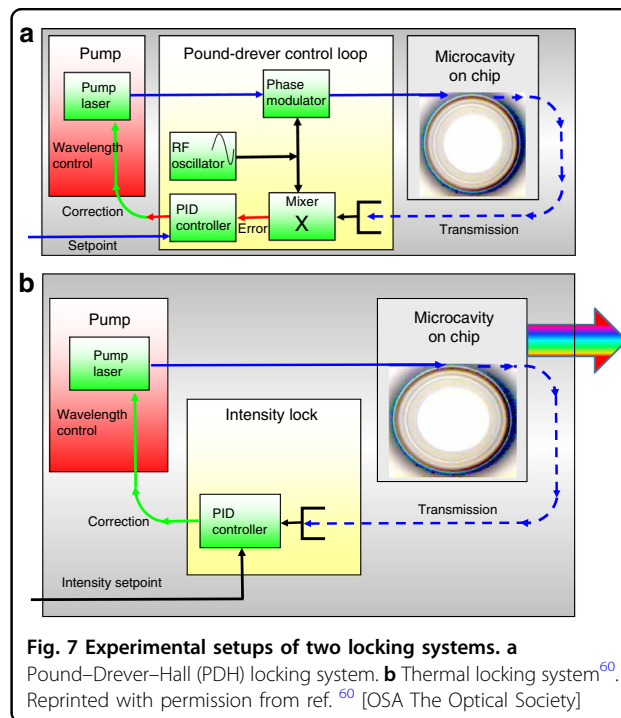 a
Pump
Pound-drever control loop
Microcavity
on chip
Pump
laser
Phase
modulator
Wavelength
control
RF
oscillator
Correction
PID
controller
Error
Mixer
X
Transmission
Setpoint
b
Pump
Microcavity
on chip
Pump
laser
Wavelength
control
Intensity lock
Correction
PID
controller
Transmission
Intensity setpoint
Fig. 7 Experimental setups of two locking systems. a
Pound–Drever–Hall (PDH) locking system. b Thermal locking system60.
Reprinted with permission from ref. 60 [OSA The Optical Society]